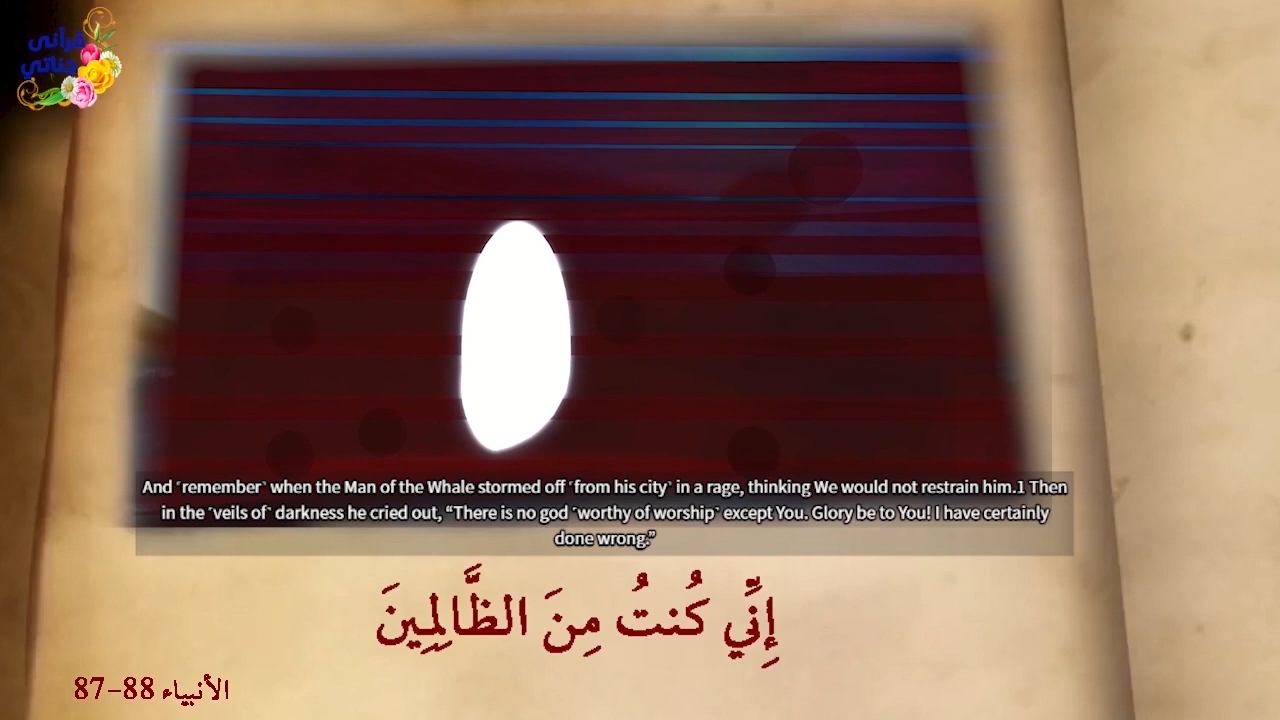 قرآنى
حياتي
And ˹remember˺ when the Man of the Whale stormed off ˹from his city˺ in a rage, thinking We would not restrain him.1 Then
in the ˹veils of˺ darkness he cried out, “There is no god ˹worthy of worship˺ except You. Glory be to You! I have certainly
done wrong.”
إِنِّي كُنتُ مِنَ الظَّالِمِينَ
الأنبياء 88-87